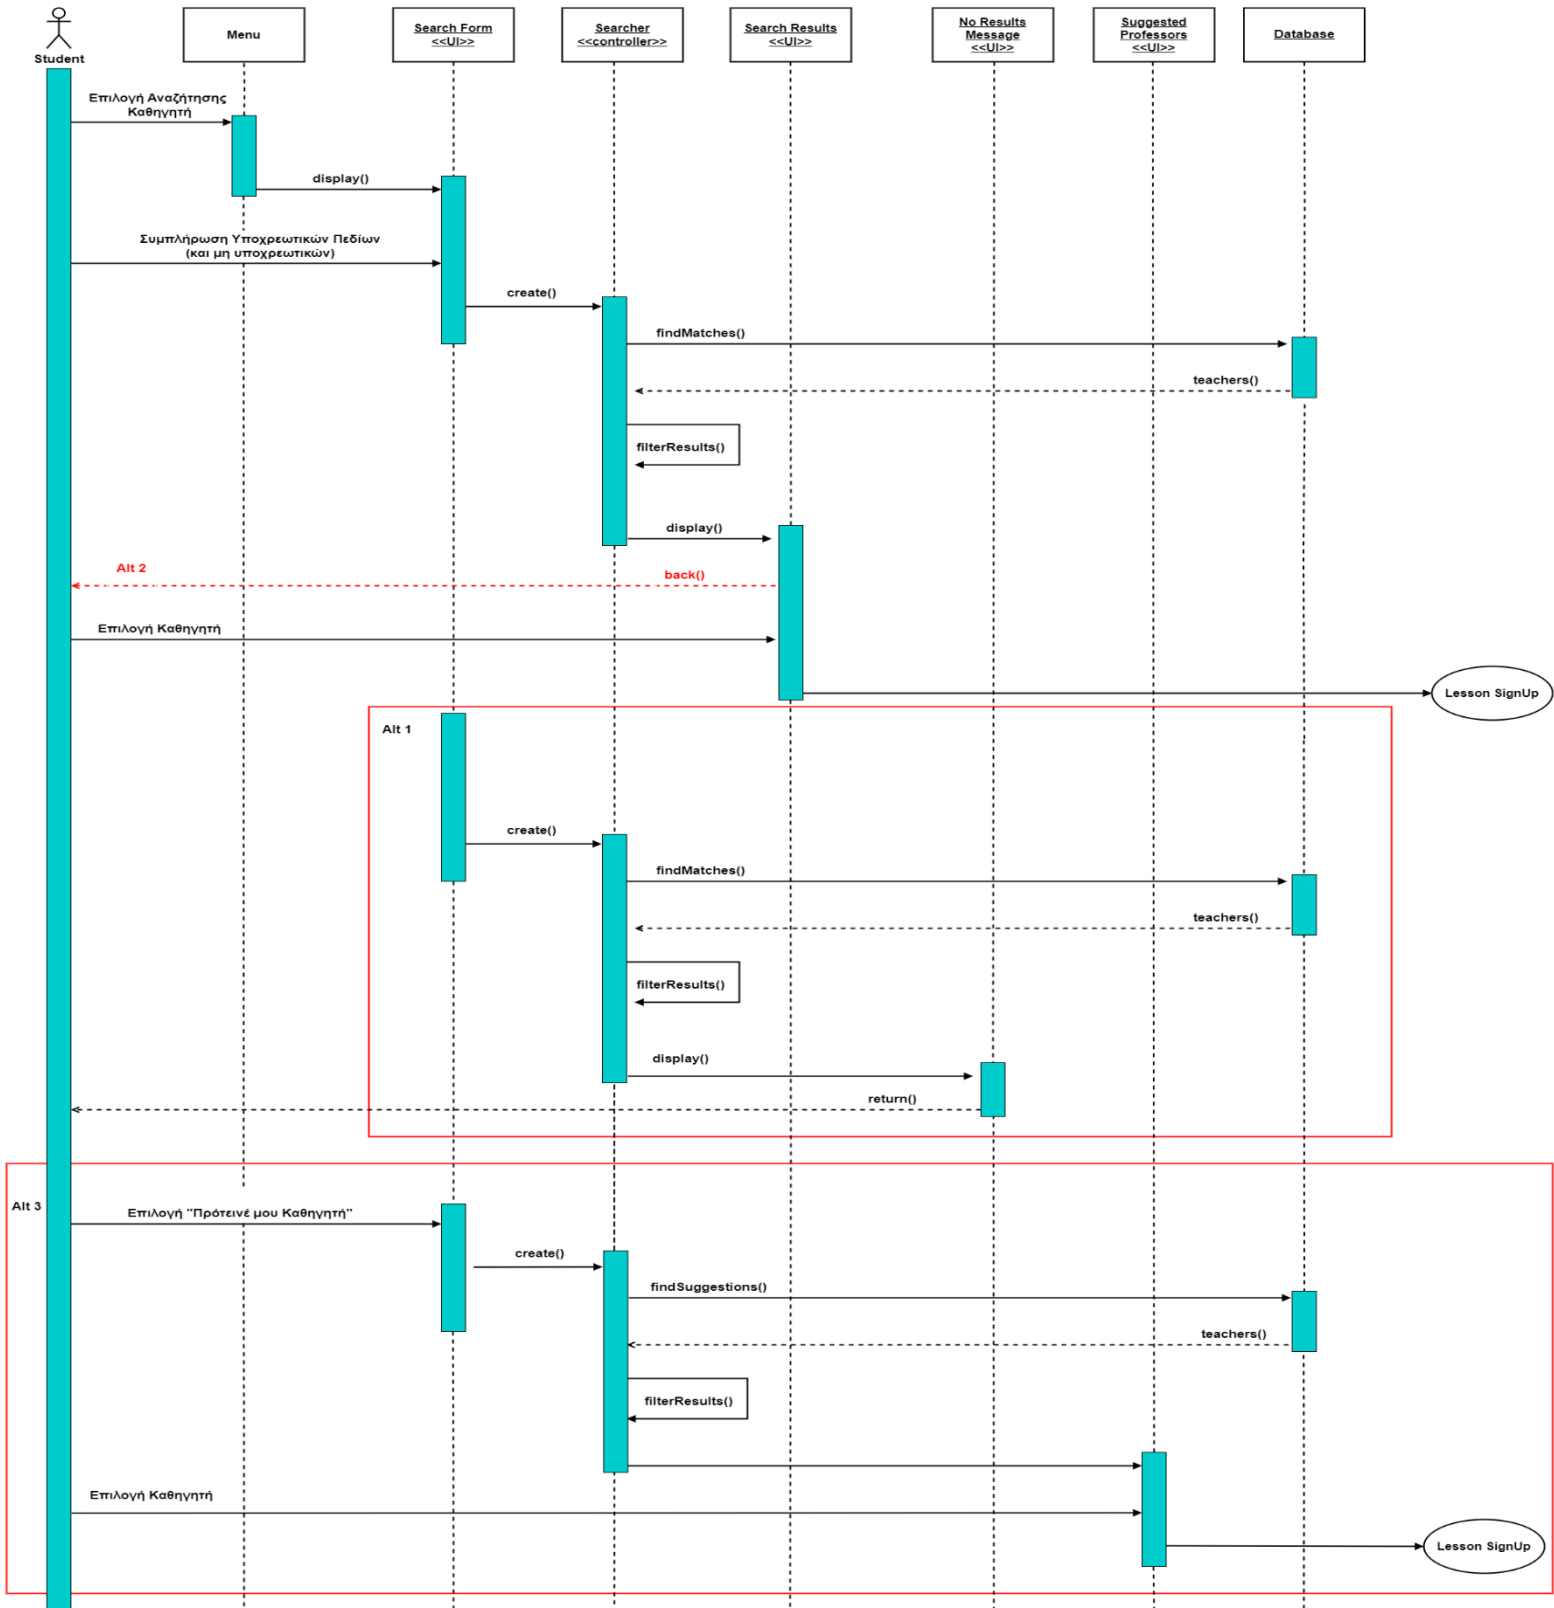 Student
Menu
Search Form
<<UI>>
Searcher
<<controller>>
Search Results
<<UI>>
No Results
Message
<<UI>>
Suggested
Professors
<<UI>>
Database
Επιλογή Αναζήτησης
Καθηγητή
display()
Συμπλήρωση Υποχρεωτικών Πεδίων
(και μη υποχρεωτικών)
create()
findMatches()
teachers()
filterResults()
display()
Alt 2
back()
Επιλογή Καθηγητή
Lesson SignUp
Alt 1
create()
findMatches()
teachers()
filterResults()
display()
return()
Alt 3
Επιλογή "Πρότεινέ μου Καθηγητή"
create()
findSuggestions()
teachers()
filterResults()
Επιλογή Καθηγητή
Lesson SignUp